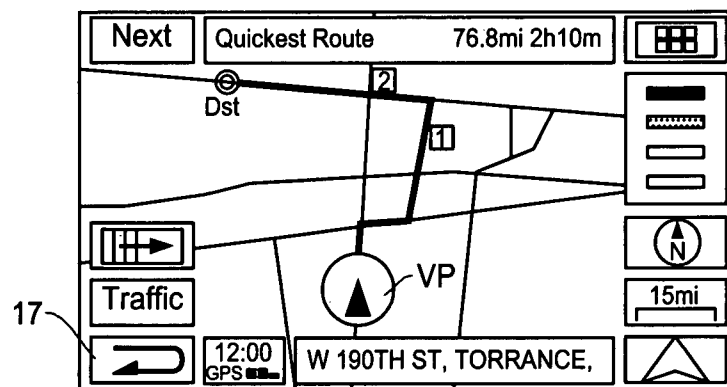 Next
Quickest Route 76.8mi 2h10m
2
Dst
1
N
VP
Traffic
15mi
17
12:00
GPS
W 190TH ST, TORRANCE,